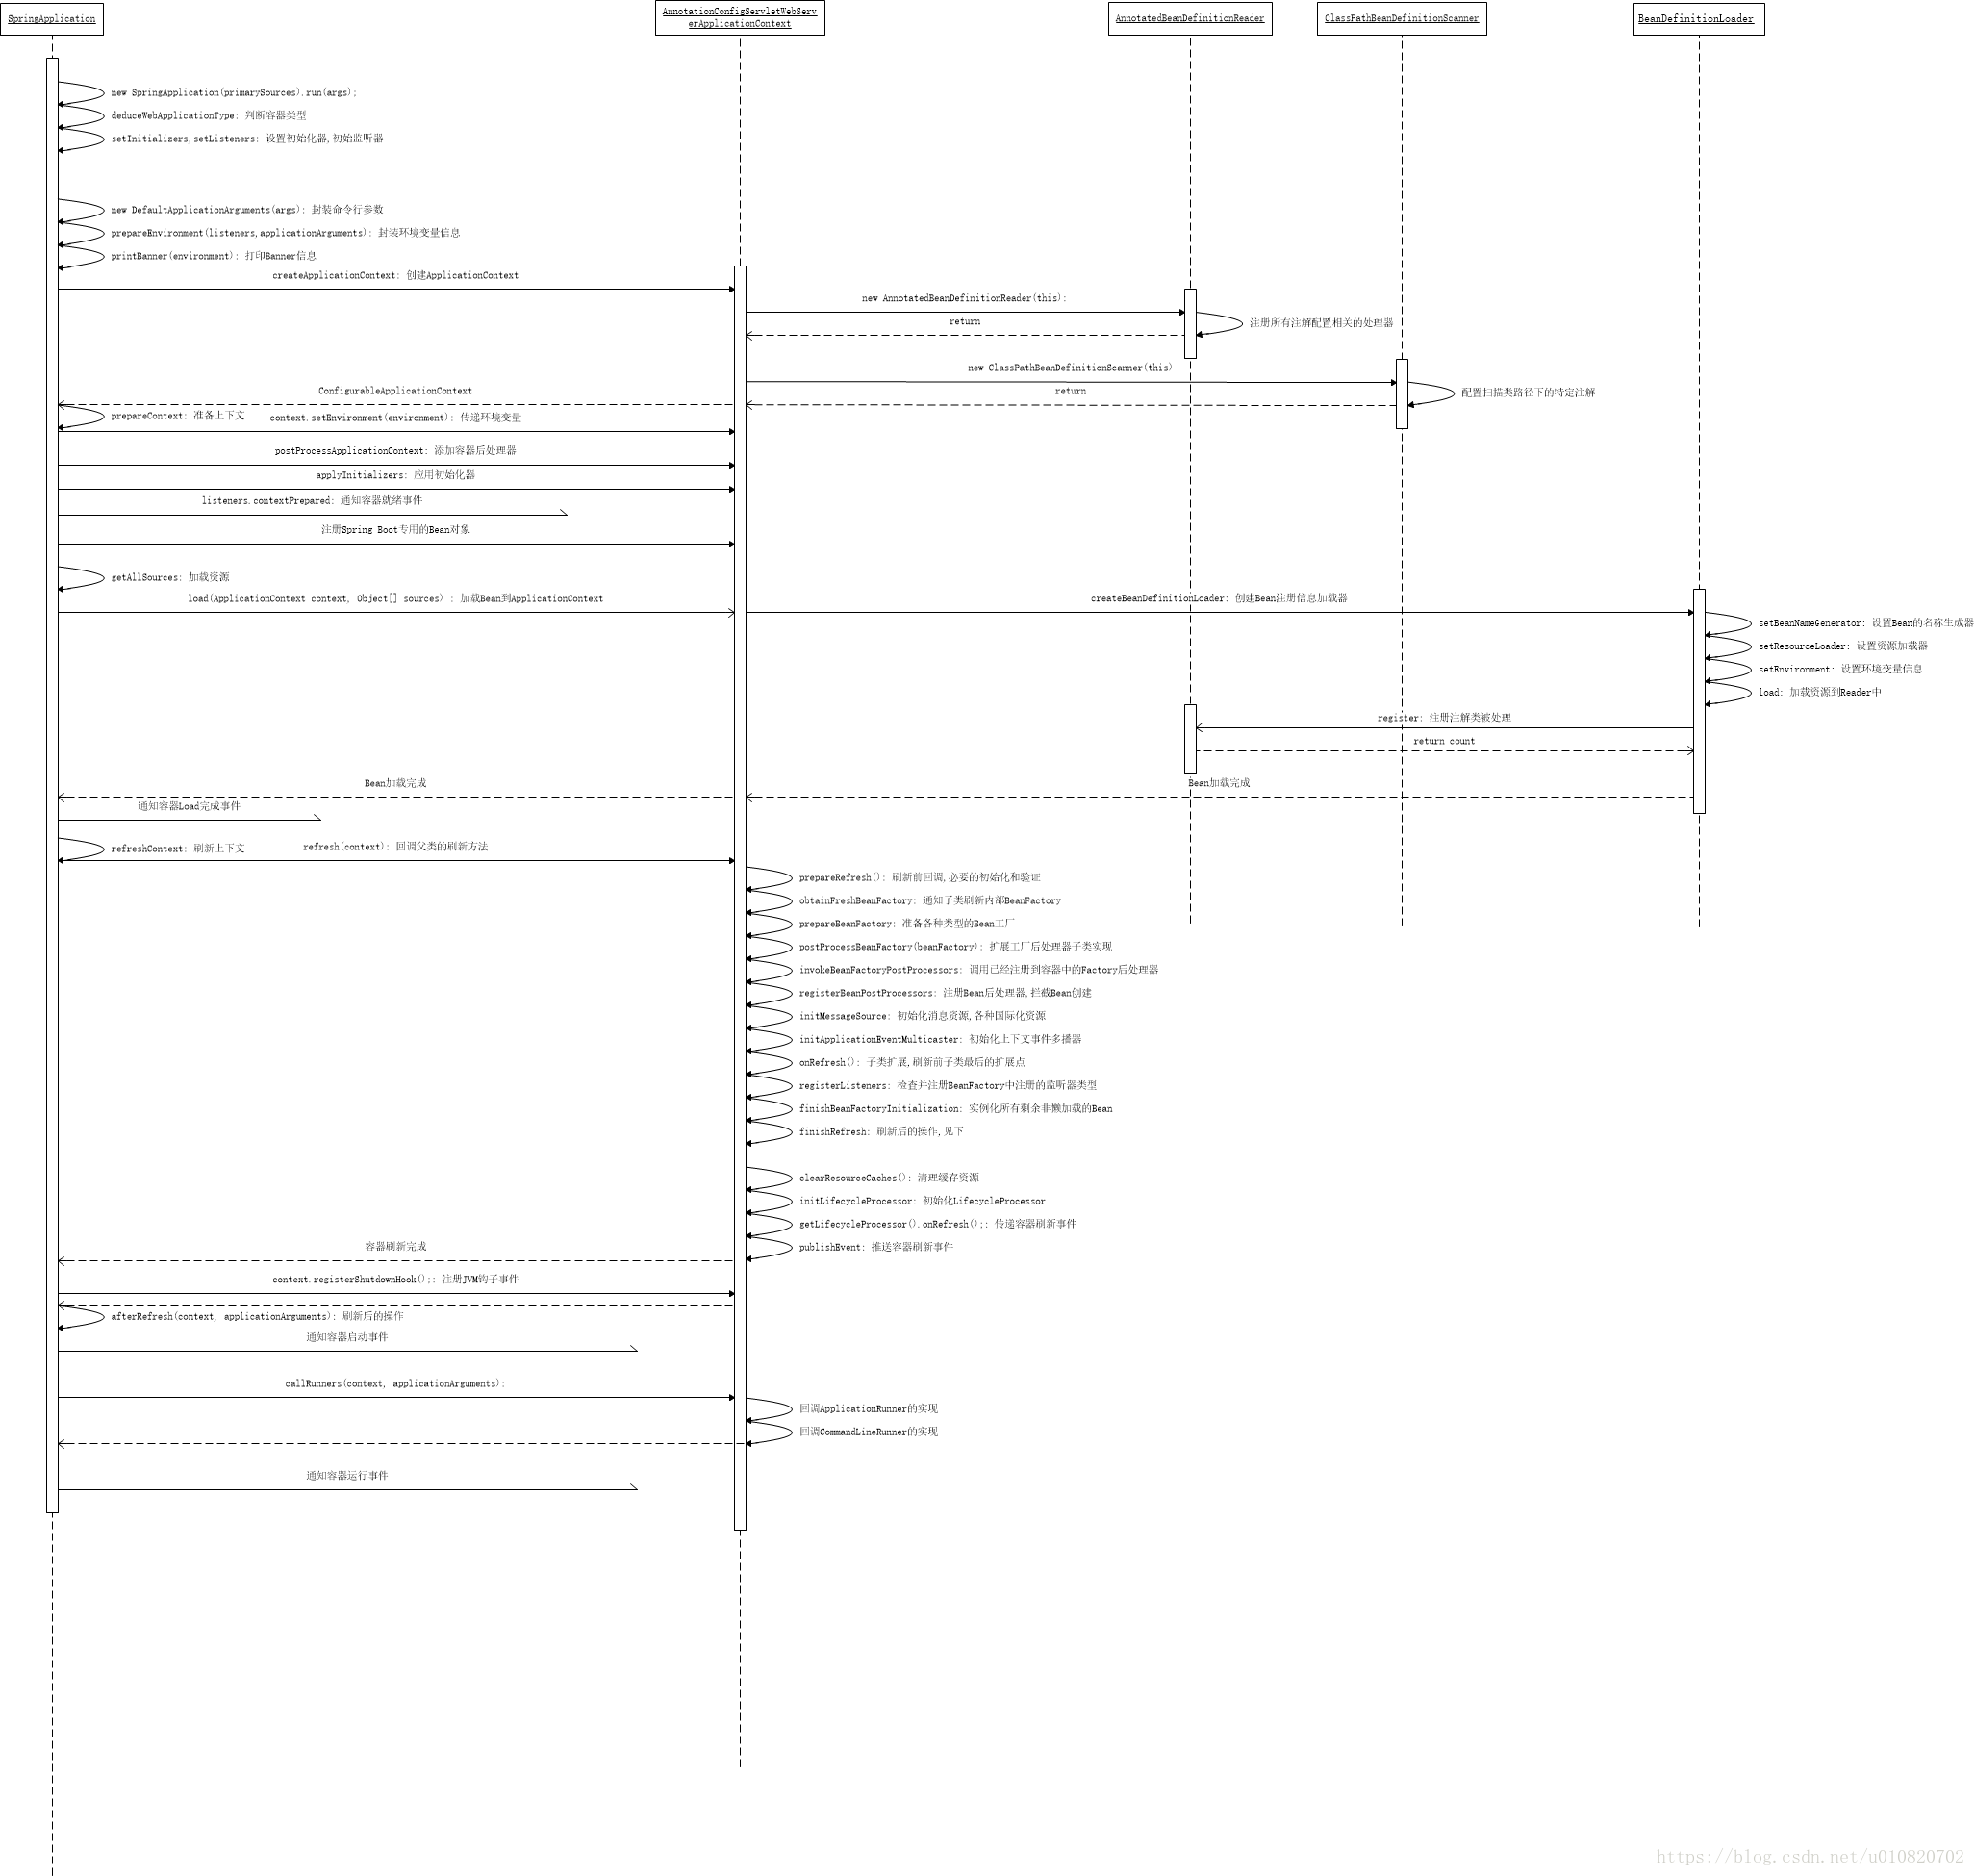 SpringApplication
AnnotationConfigServletWebServ
erApplicationContext
AnnotatedBeanDefinitionReader
ClassPathBeanDefinitionScanner
BeanDefinitionLoader
new SpringApplication(primarySources).run(args);
deduceWebApplicationType: 判断容器类型
setInitializers,setListeners: 设置初始化器,初始监听器
new DefaultApplicationArguments(args): 封装命令行参数
prepareEnvironment(listeners,applicationArguments): 封装环境变量信息
printBanner(environment): 打印Banner信息
createApplicationContext: 创建ApplicationContext
new AnnotatedBeanDefinitionReader(this);
return
注册所有注解配置相关的处理器
new ClassPathBeanDefinitionScanner(this)
ConfigurableApplicationContext
return
配置扫描类路径下的特定注解
prepareContext: 准备上下文
context.setEnvironment(environment): 传递环境变量
postProcessApplicationContext: 添加容器后处理器
applyInitializers: 应用初始化器
listeners.contextPrepared: 通知容器就绪事件
注册Spring Boot专用的Bean对象
getAllSources: 加载资源
load(ApplicationContext context, Object[] sources) : 加载Bean到ApplicationContext
createBeanDefinitionLoader: 创建Bean注册信息加载器
setBeanNameGenerator: 设置Bean的名称生成器
setResourceLoader: 设置资源加载器
setEnvironment: 设置环境变量信息
load: 加载资源到Reader中
register: 注册注解类被处理
return count
Bean加载完成
Bean加载完成
通知容器Load完成事件
refreshContext: 刷新上下文
refresh(context): 回调父类的刷新方法
prepareRefresh(): 刷新前回调,必要的初始化和验证
obtainFreshBeanFactory: 通知子类刷新内部BeanFactory
prepareBeanFactory: 准备各种类型的Bean工厂
postProcessBeanFactory(beanFactory): 扩展工厂后处理器子类实现
invokeBeanFactoryPostProcessors: 调用已经注册到容器中的Factory后处理器
registerBeanPostProcessors: 注册Bean后处理器,拦截Bean创建
initMessageSource: 初始化消息资源,各种国际化资源
initApplicationEventMulticaster: 初始化上下文事件多播器
onRefresh(): 子类扩展,刷新前子类最后的扩展点
registerListeners: 检查并注册BeanFactory中注册的监听器类型
finishBeanFactoryInitialization: 实例化所有剩余非懒加载的Bean
finishRefresh: 刷新后的操作,见下
clearResourceCaches(): 清理缓存资源
initLifecycleProcessor: 初始化LifecycleProcessor
getLifecycleProcessor().onRefresh();: 传递容器刷新事件
publishEvent: 推送容器刷新事件
容器刷新完成
context.registerShutdownHook();: 注册JVM钩子事件
afterRefresh(context, applicationArguments): 刷新后的操作
通知容器启动事件
callRunners(context, applicationArguments);
回调ApplicationRunner的实现
回调CommandLineRunner的实现
通知容器运行事件
https://blog.csdn.net/u010820702